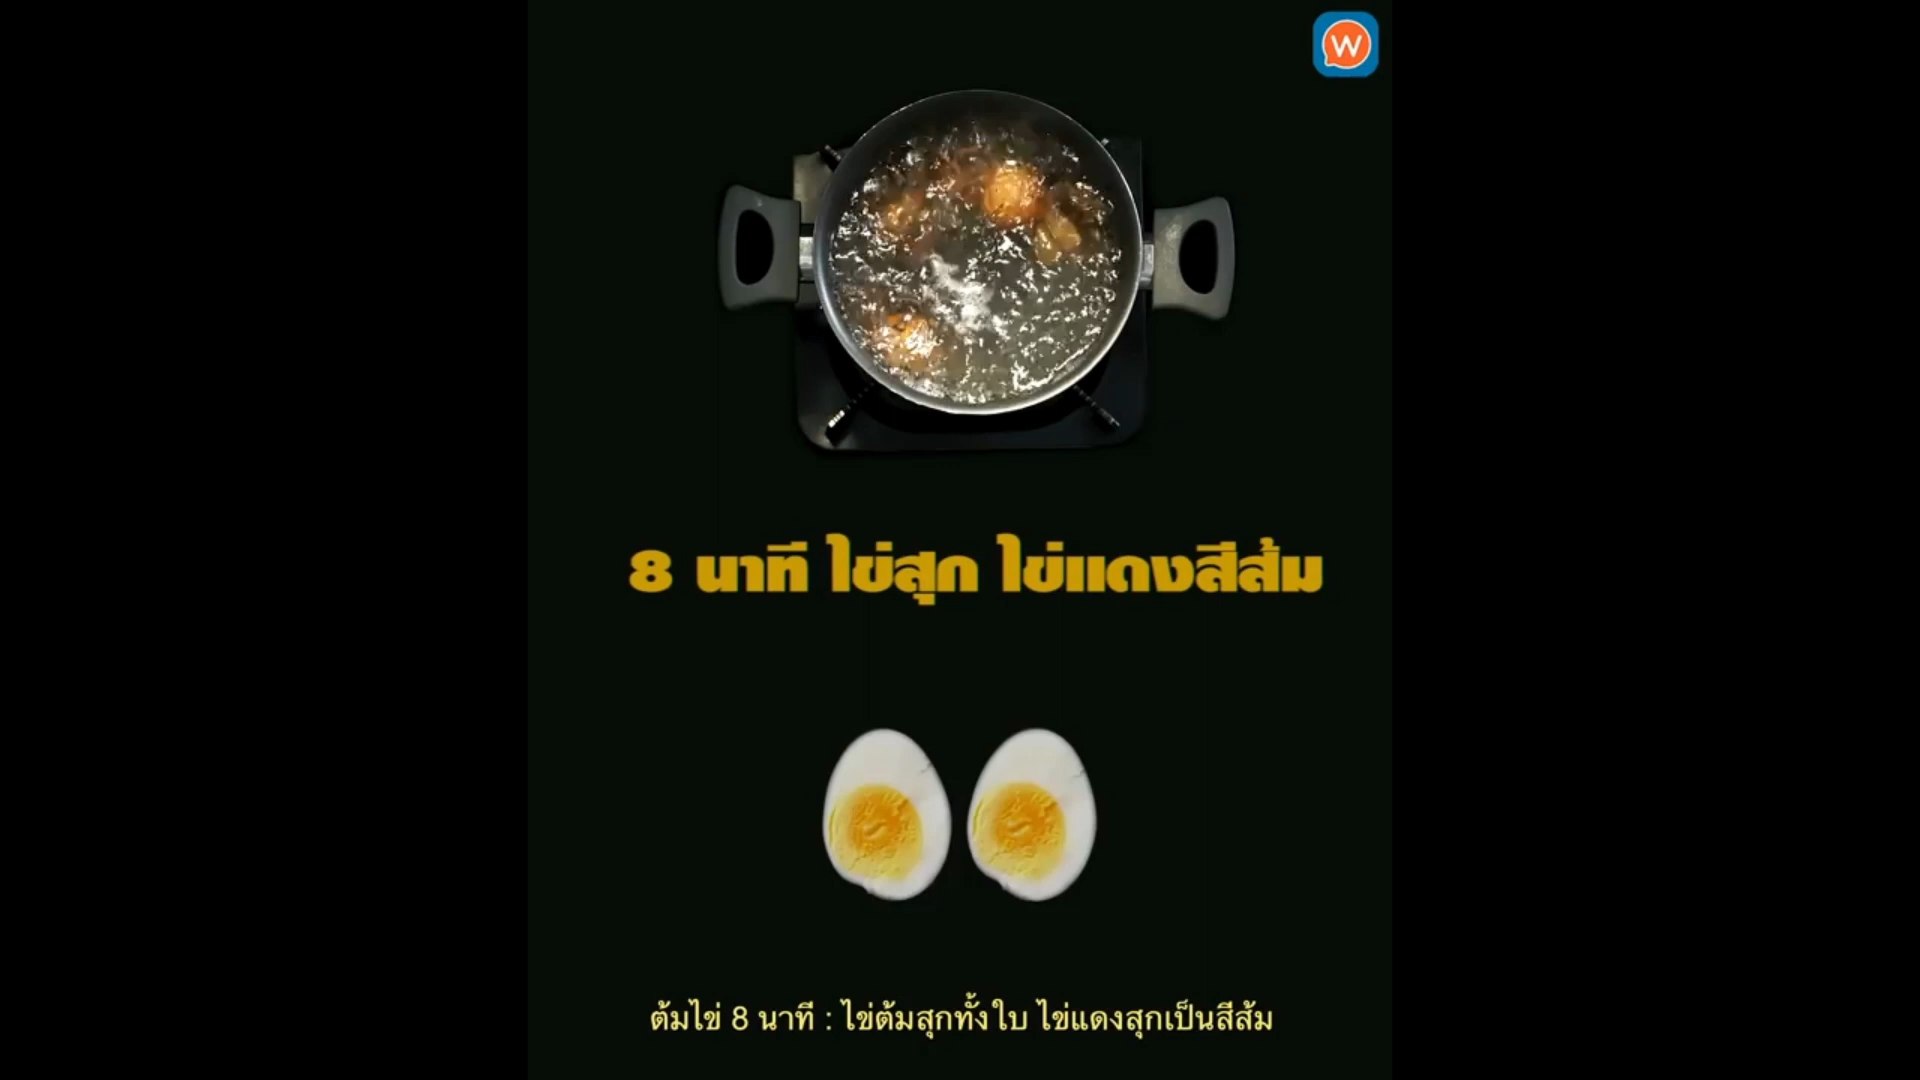 W
8 นาที ไข่สุก ไข่แดงสีส้ม
ต้มไข่ 8 นาที : ไข่ต้มสุกทั้งใบ ไข่แดงสุกเป็นสีส้ม